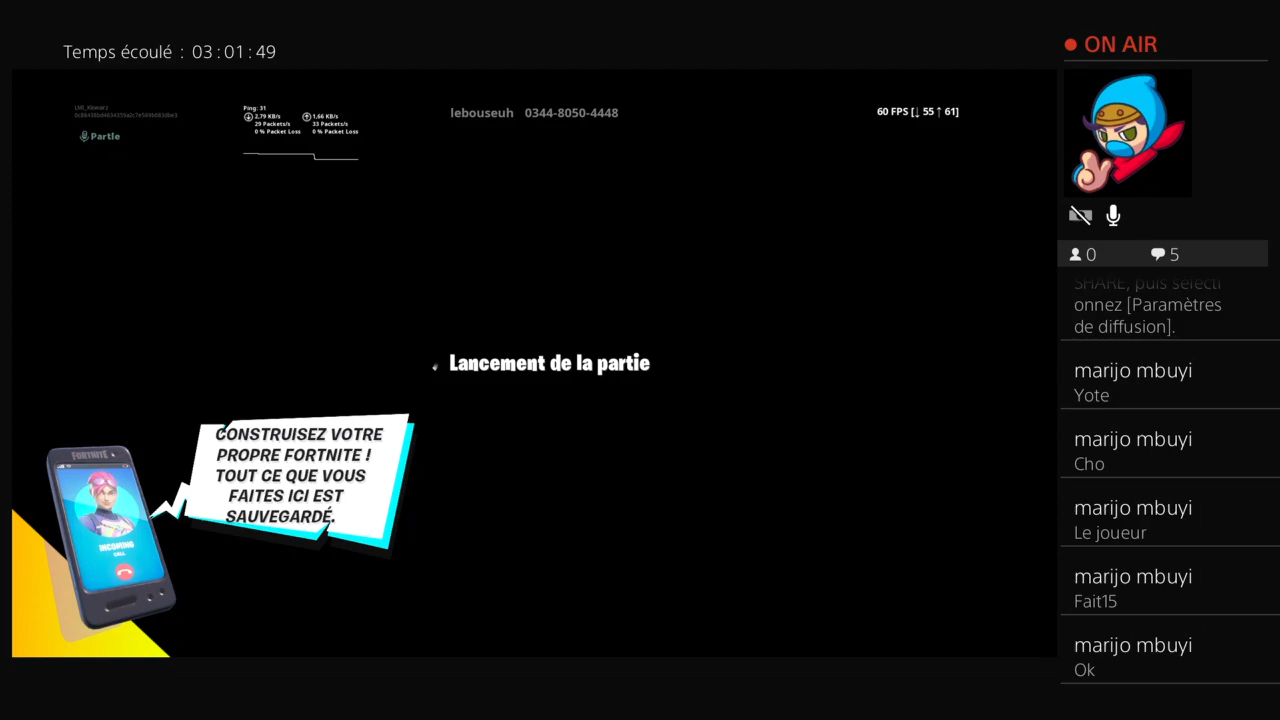 Temps écoulé : 03:01:49
ON AIR
Ping: 31
2.79 KB/s 1.66 KB/s
29 Packets/s 33 Packets/s
0 % Packet Loss 0 % Packet Loss
Partie
lebouseuh 0344-8050-4448
60 FPS [↓ 55 ↑ 61]
Lancement de la partie
FORTNITE
INCOMING
CALL
CONSTRUISEZ VOTRE
PROPRE FORTNITE !
TOUT CE QUE VOUS
FAITES ICI EST
SAUVEGARDÉ.
0 5
SHARE, puis sélecti
onnez [Paramètres
de diffusion].
marijo mbuyi
Yote
marijo mbuyi
Cho
marijo mbuyi
Le joueur
marijo mbuyi
Fait15
marijo mbuyi
Ok